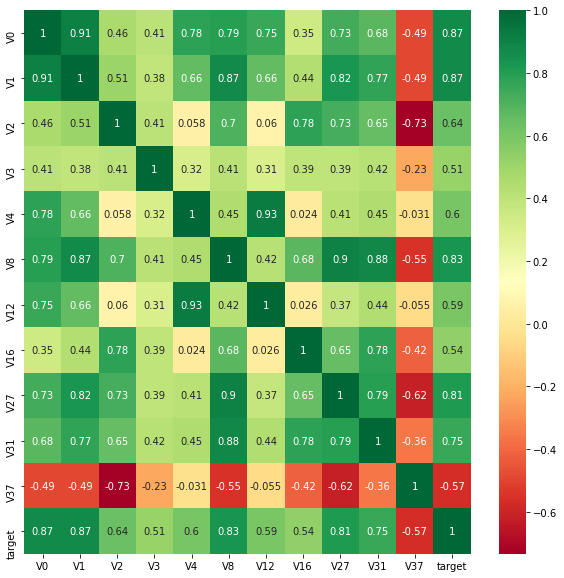 V0 1 0.91 0.46 0.41 0.78 0.79 0.75 0.35 0.73 0.68 -0.49 0.87
V1 0.91 1 0.51 0.38 0.66 0.87 0.66 0.44 0.82 0.77 -0.49 0.87
V2 0.46 0.51 1 0.41 0.058 0.7 0.06 0.78 0.73 0.65 -0.73 0.64
V3 0.41 0.38 0.41 1 0.32 0.41 0.31 0.39 0.39 0.42 -0.23 0.51
V4 0.78 0.66 0.058 0.32 1 0.45 0.93 0.024 0.41 0.45 -0.031 0.6
V8 0.79 0.87 0.7 0.41 0.45 1 0.42 0.68 0.9 0.88 -0.55 0.83
V12 0.75 0.66 0.06 0.31 0.93 0.42 1 0.026 0.37 0.44 -0.055 0.59
V16 0.35 0.44 0.78 0.39 0.024 0.68 0.026 1 0.65 0.78 -0.42 0.54
V27 0.73 0.82 0.73 0.39 0.41 0.9 0.37 0.65 1 0.79 -0.62 0.81
V31 0.68 0.77 0.65 0.42 0.45 0.88 0.44 0.78 0.79 1 -0.36 0.75
V37 -0.49 -0.49 -0.73 -0.23 -0.031 -0.55 -0.055 -0.42 -0.62 -0.36 1 -0.57
target 0.87 0.87 0.64 0.51 0.6 0.83 0.59 0.54 0.81 0.75 -0.57 1
V0 V1 V2 V3 V4 V8 V12 V16 V27 V31 V37 target
1.0
0.8
0.6
0.4
0.2
0.0
−0.2
−0.4
−0.6